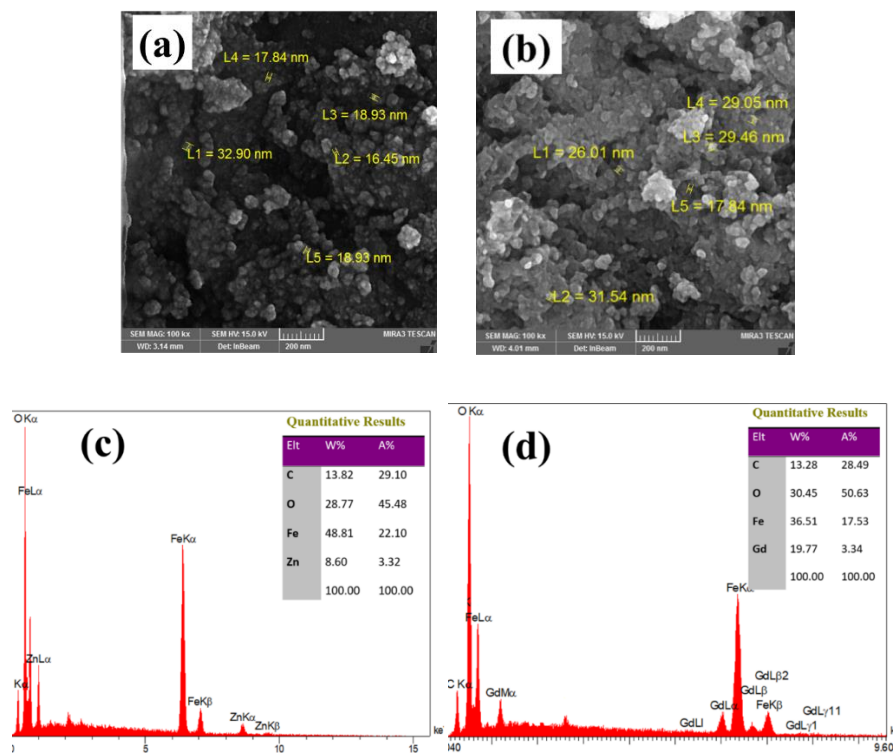 (a)
L4 = 17.84 nm
L3 = 18.93 nm
L1 = 32.90 nm
L2 = 16.45 nm
L5 = 18.93 nm
SEM MAG: 100 kx SEM HV: 15.0 kV
WD: 3.14 mm Det: InBeam 200 nm
MIRA3 TESCAN
(b)
L4 = 29.05 nm
L3 = 29.46 nm
L1 = 26.01 nm
L5 = 17.84 nm
L2 = 31.54 nm
SEM MAG: 100 kx SEM HV: 15.0 kV
WD: 4.01 mm Det: InBeam 200 nm
MIRA3 TESCAN
(c)
Quantitative Results
Elt W% A%
C 13.82 29.10
O 28.77 45.48
Fe 48.81 22.10
Zn 8.60 3.32
100.00 100.00
O Kα
FeLα
ZnLα
Kα
FeKα
FeKβ
ZnKα
ZnKβ
0 5 10 15
ke
(d)
Quantitative Results
Elt W% A%
C 13.28 28.49
O 30.45 50.63
Fe 36.51 17.53
Gd 19.77 3.34
100.00 100.00
O Kα
FeLα
C Kα
GdMα
FeKα
GdLβ2
GdLβ
GdLl
GdLα
FeKβ
GdLγ11
GdLγ1